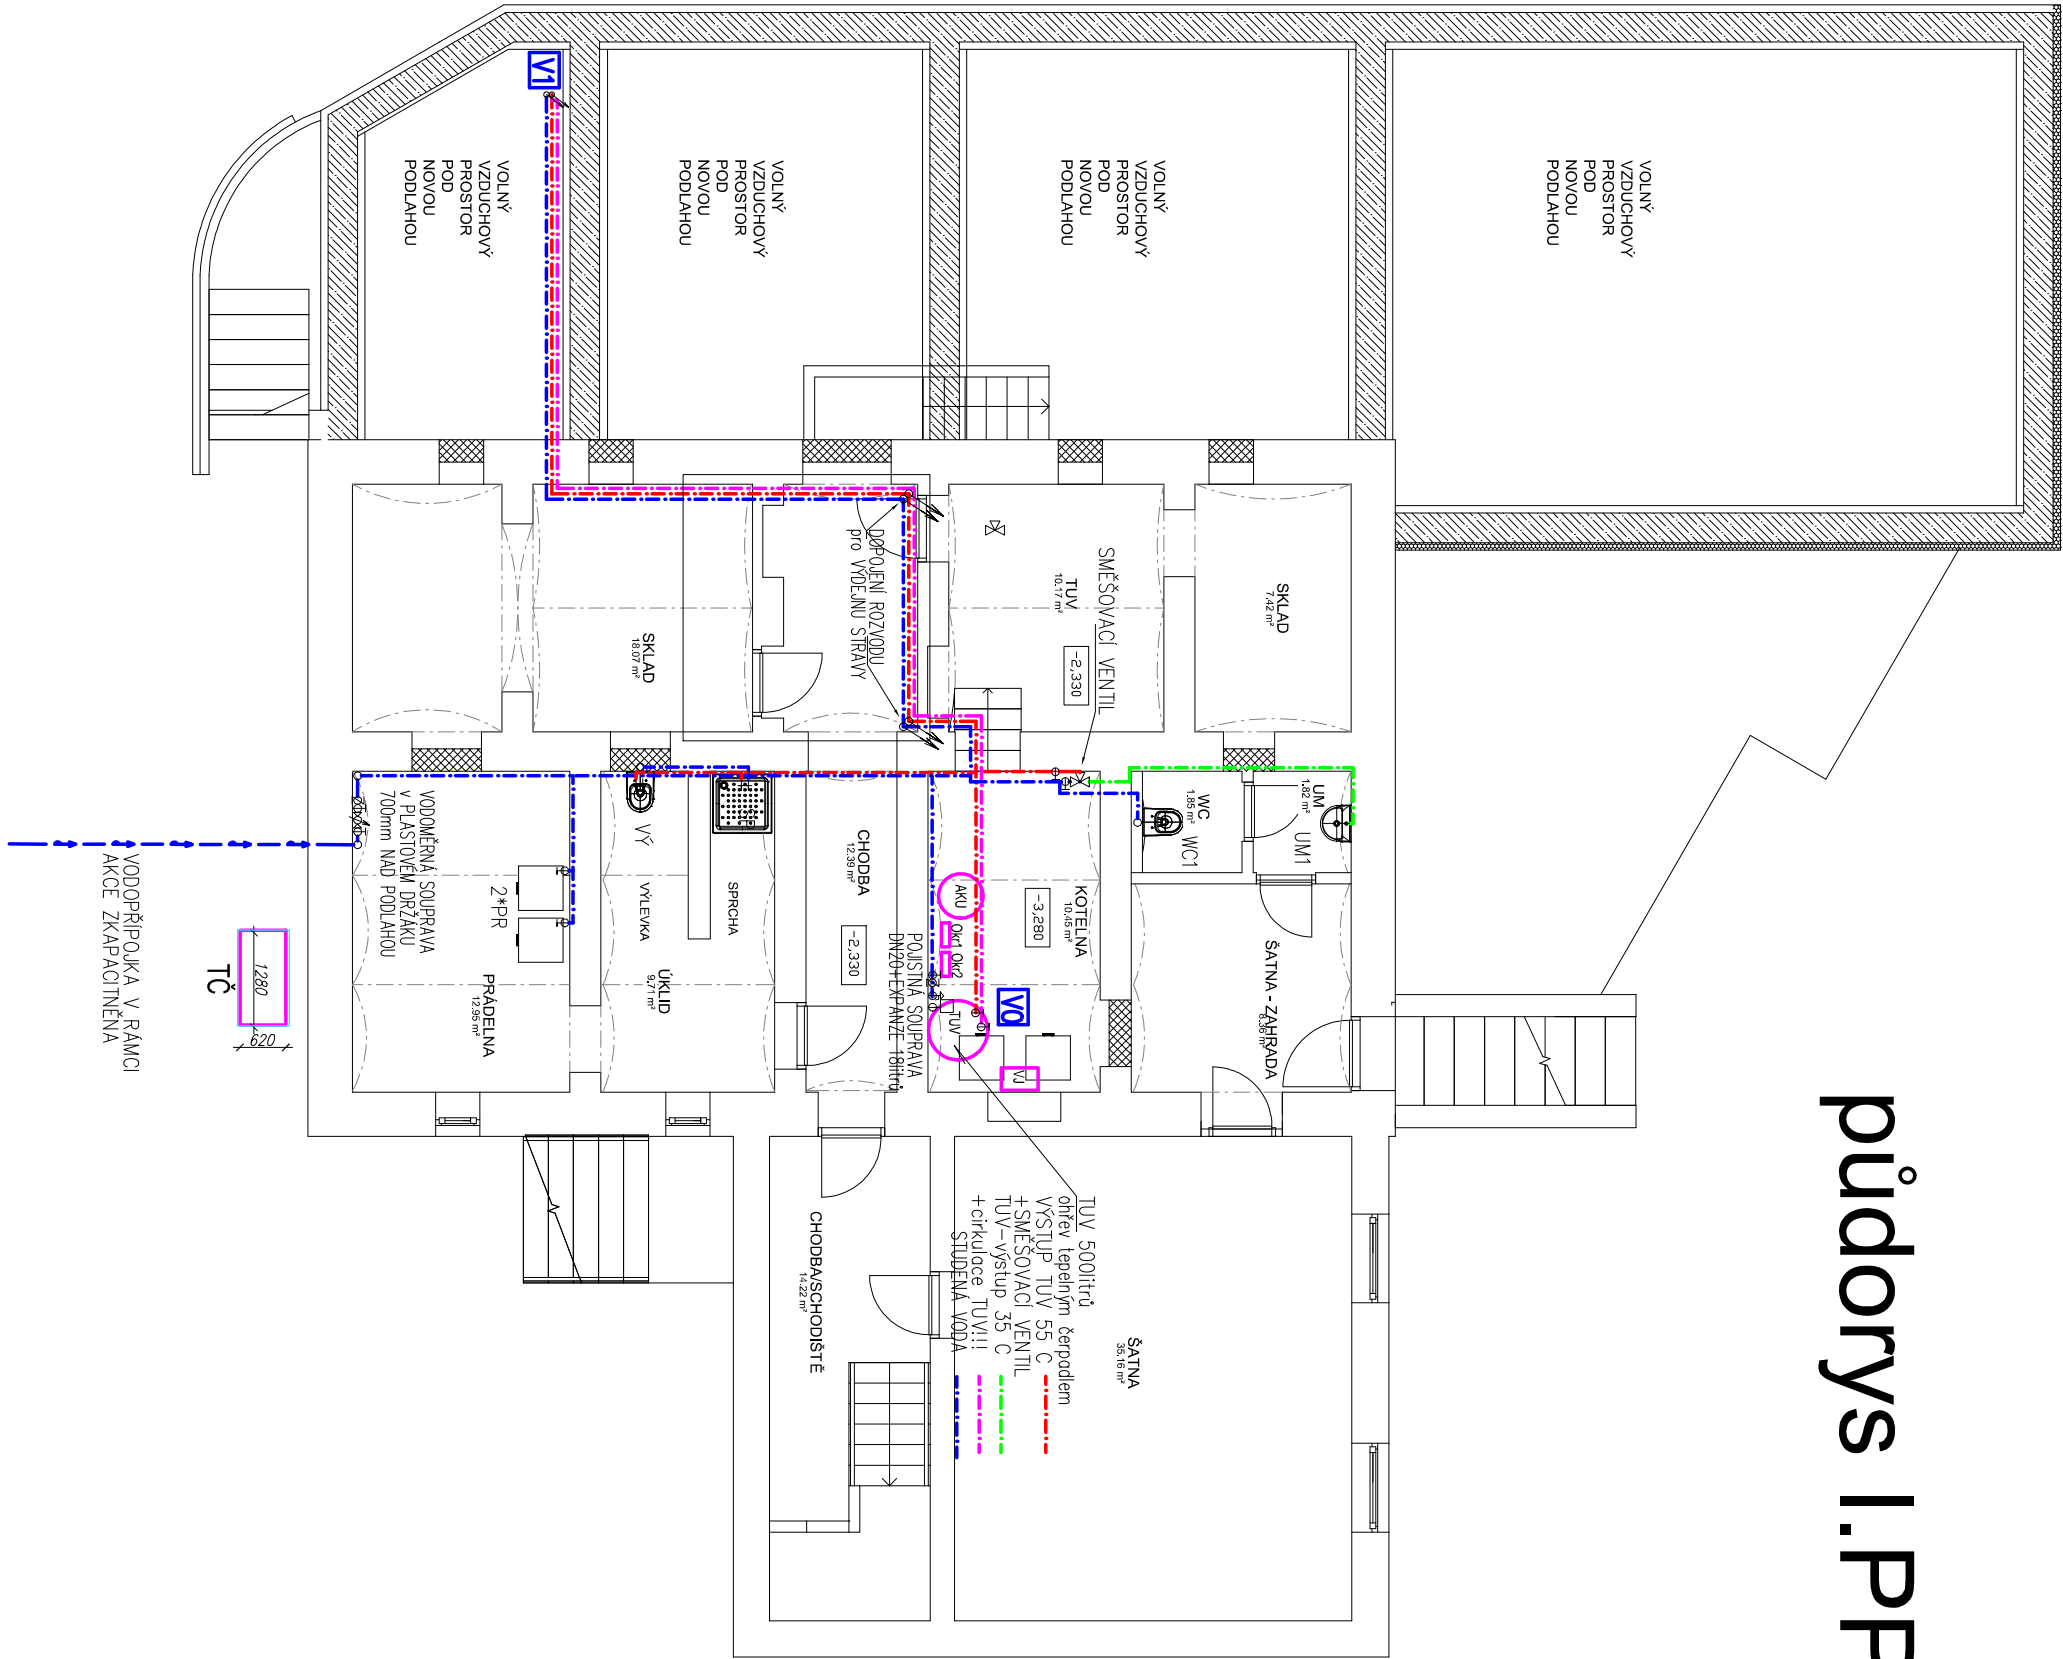 půdorys I.PP
VOLNÝ
VZDUCHOVÝ
PROSTOR
POD
NOVOU
PODLAHOU
VOLNÝ
VZDUCHOVÝ
PROSTOR
POD
NOVOU
PODLAHOU
VOLNÝ
VZDUCHOVÝ
PROSTOR
POD
NOVOU
PODLAHOU
VOLNÝ
VZDUCHOVÝ
PROSTOR
POD
NOVOU
PODLAHOU
V1
SKLAD
7.42 m²
SMĚŠOVACÍ VENTIL
TUV
10.17 m²
-2,330
DOPOJENÍ ROZVODU
pro VÝDEJNU STRAVY
SKLAD
18.07 m²
UM
1.82 m²
UM1
WC
1.85 m²
WC1
ŠATNA - ZAHRADA
8.36 m²
KOTELNA
10.45 m²
-3,280
AKU
Okr1
Okr2
TUV
V0
VJ
POJISTNÁ SOUPRAVA
DN20+EXPANZE 18litrů
CHODBA
12.39 m²
-2,330
SPRCHA
VÝ
VÝLEVKA
ÚKLID
9.71 m²
2*PR
PRÁDELNA
12.95 m²
VODOMĚRNÁ SOUPRAVA
v PLASTOVÉM DRŽÁKU
700mm NAD PODLAHOU
VODOPŘÍPOJKA V RÁMCI
AKCE ZKAPACITNĚNA
1280
620
TČ
TUV 500litrů
ohřev tepelným čerpadlem
VÝSTUP TUV 55 C
+SMĚŠOVACÍ VENTIL
TUV-výstup 35 C
+cirkulace TUV!!!
STUDENÁ VODA
ŠATNA
35.16 m²
CHODBA/SCHODIŠTĚ
14.22 m²